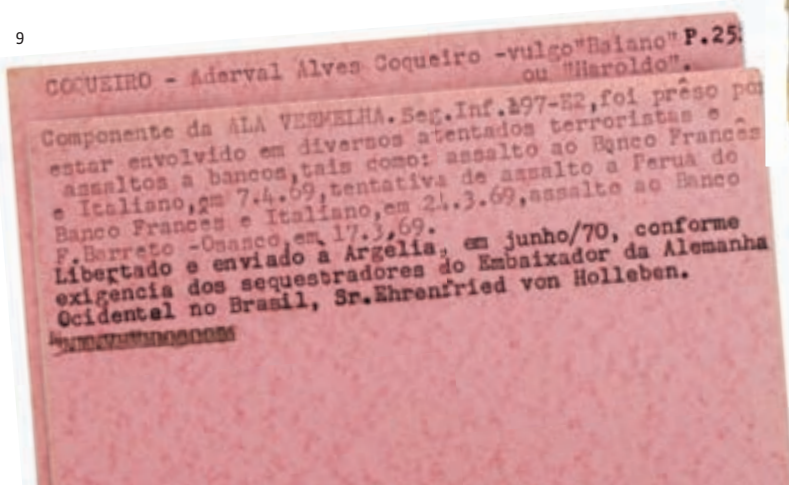 9
COQUEIRO - Aderval Alves Coqueiro -vulgo"Baiano" P.25
ou "Haroldo".
Componente da ALA VERMELHA.Seg.Inf. 97-E2,foi prêso por
estar envolvido em diversos atentados terroristas e
assaltos a bancos,tais como: assalto ao Banco Francês
e Italiano,em 7.4.69,tentativa de assalto a Perua do
Banco Frances e Italiano,em 24.3.69,assalto ao Banco
F.Barreto -Osasco,em 17.3.69.
Libertado e enviado à Argelia, em junho/70, conforme
exigencia dos sequestradores do Embaixador da Alemanha
Ocidental no Brasil, Sr.Ehrenfried von Holleben.